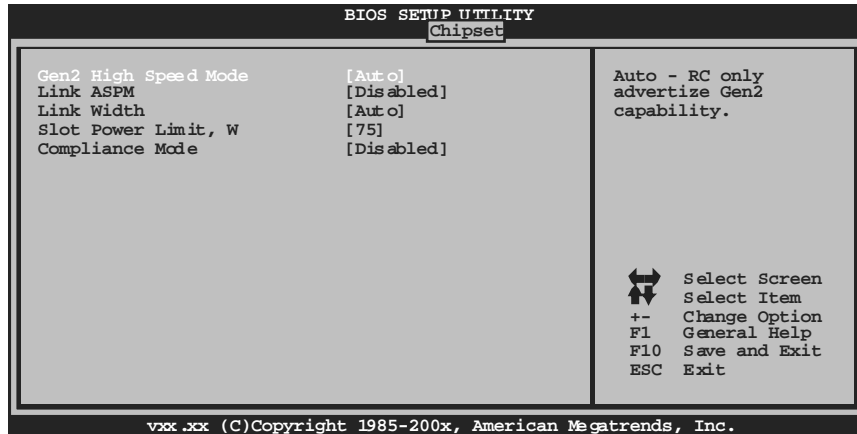 BIOS SETUP UTILITY
Chipset
Gen2 High Speed Mode [Auto]
Link ASPM [Disabled]
Link Width [Auto]
Slot Power Limit, W [75]
Compliance Mode [Disabled]
Auto - RC only
advertize Gen2
capability.
Select Screen
Select Item
+- Change Option
F1 General Help
F10 Save and Exit
ESC Exit
vxx.xx (C)Copyright 1985-200x, American Megatrends, Inc.